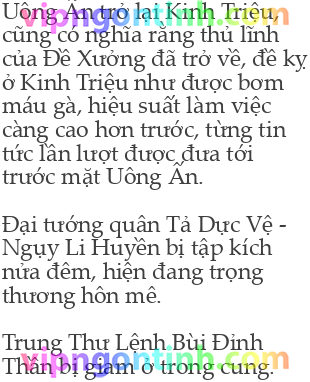 Uông Ấn trở lại Kinh Triệu,
cũng có nghĩa rằng thủ lĩnh
của Đề Xưởng đã trở về, đề kỵ
ở Kinh Triệu như được bơm
máu gà, hiệu suất làm việc
càng cao hơn trước, từng tin
tức lần lượt được đưa tới
trước mặt Uông Ấn.
Đại tướng quân Tả Dực Vệ -
Ngụy Li Huyền bị tập kích
nửa đêm, hiện đang trọng
thương hôn mê.
Trung Thư Lệnh Bùi Đỉnh
Thần bị giam ở trong cung.
vipngontinh.com
vipngontinh.com